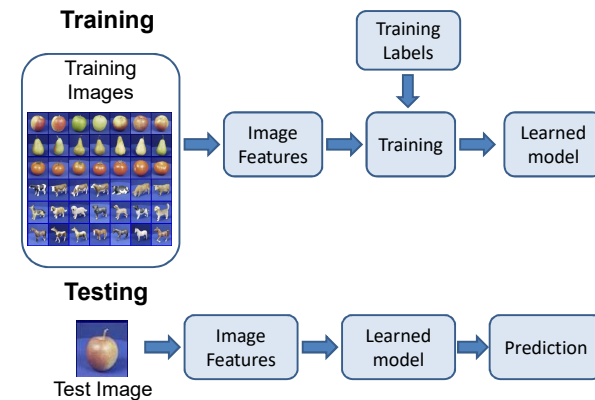 Training
Training
Images
Training
Labels
Image
Features
Training
Learned
model
Testing
Test Image
Image
Features
Learned
model
Prediction